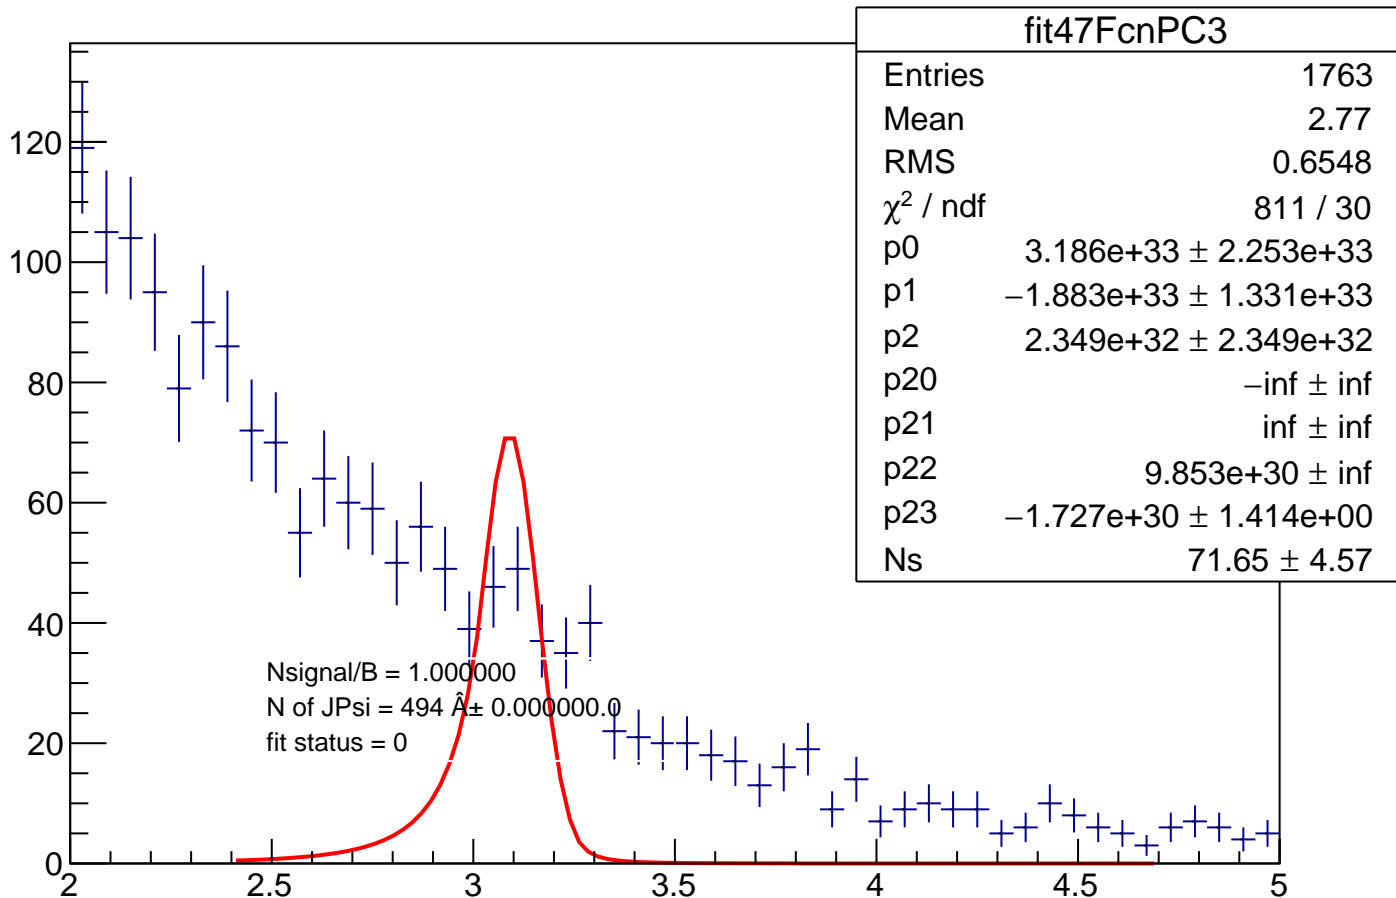 fit47FcnPC3
Entries 1763
Mean 2.77
RMS 0.6548
χ² / ndf 811 / 30
p0 3.186e+33 ± 2.253e+33
p1 −1.883e+33 ± 1.331e+33
p2 2.349e+32 ± 2.349e+32
p20 −inf ± inf
p21 inf ± inf
p22 9.853e+30 ± inf
p23 −1.727e+30 ± 1.414e+00
Ns 71.65 ± 4.57
120
100
80
60
40
20
0
Nsignal/B = 1.000000
N of JPsi = 494 Â± 0.000000.0
fit status = 0
2 2.5 3 3.5 4 4.5 5